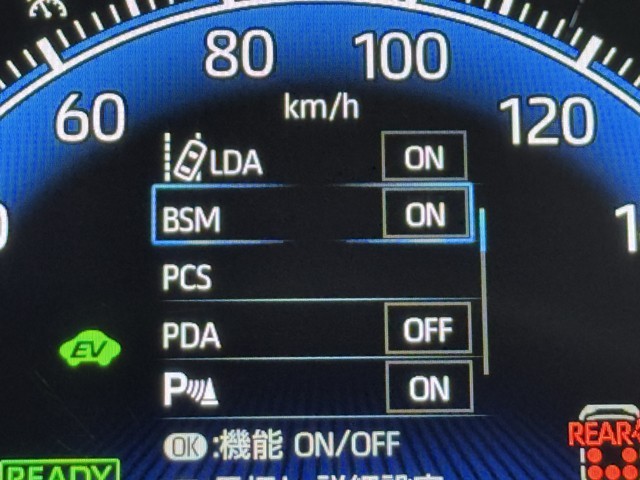 80 100
60 km/h 120
LDA ON
BSM ON
PCS
PDA OFF
EV
P ON
OK :機能 ON/OFF
REAR
READY